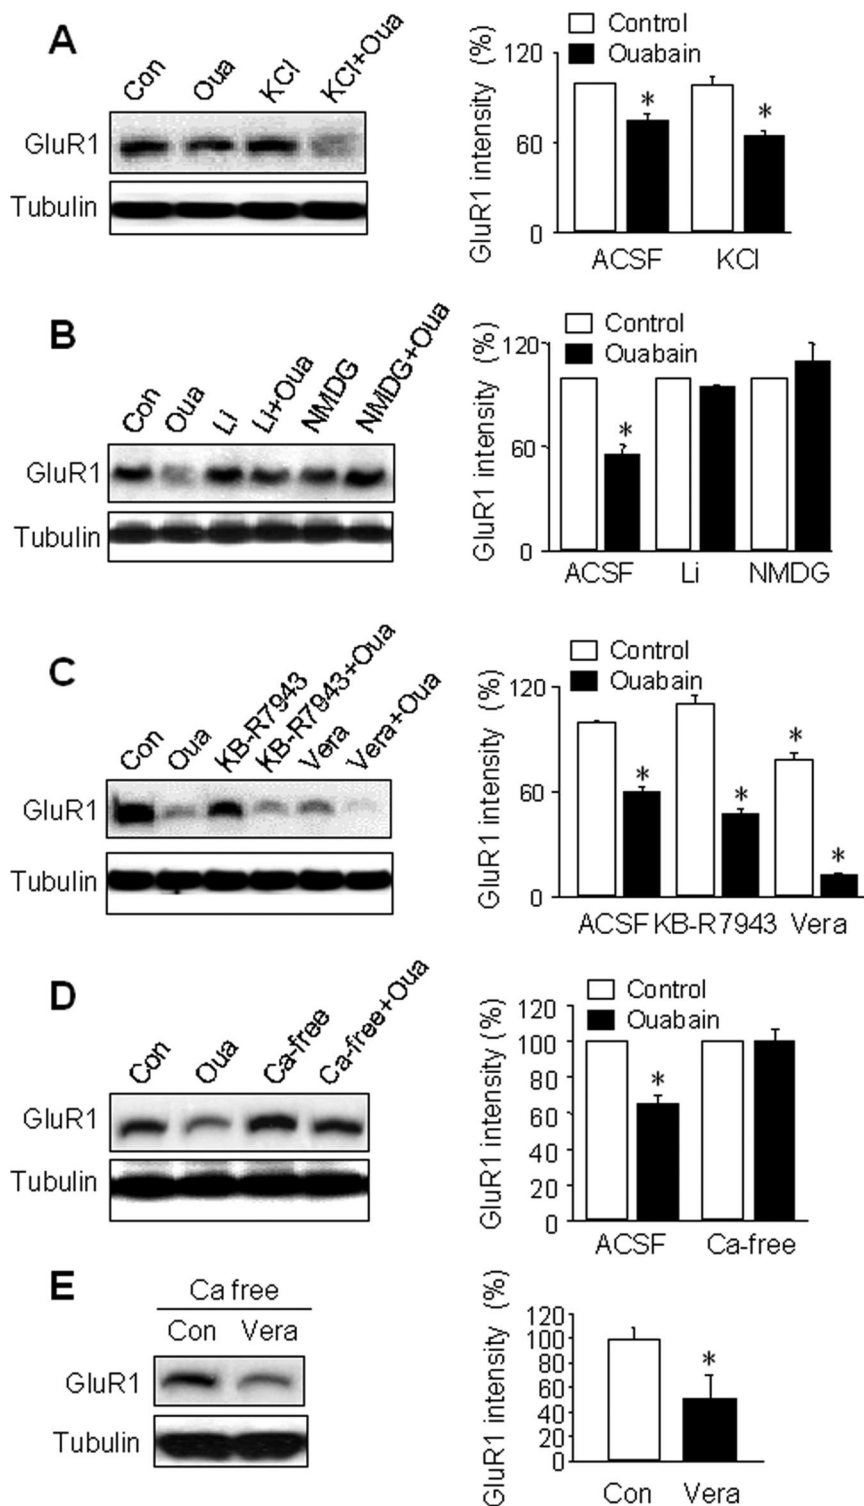 A
Con Oua KCl KCl+Oua
GluR1
Tubulin
GluR1 intensity (%)
Control
Ouabain
120
60
0
* *
ACSF KCl
B
Con Oua Li Li+Oua NMDG NMDG+Oua
GluR1
Tubulin
GluR1 intensity (%)
Control
Ouabain
120
60
0
*
ACSF Li NMDG
C
Con Oua KB-R7943 KB-R7943+Oua Vera Vera+Oua
GluR1
Tubulin
GluR1 intensity (%)
Control
Ouabain
120
60
0
* * * *
ACSF KB-R7943 Vera
D
Con Oua Ca-free Ca-free+Oua
GluR1
Tubulin
GluR1 intensity (%)
Control
Ouabain
120
100
80
60
40
20
0
*
ACSF Ca-free
E
Ca free
Con Vera
GluR1
Tubulin
GluR1 intensity (%)
120
100
80
60
40
20
0
*
Con Vera